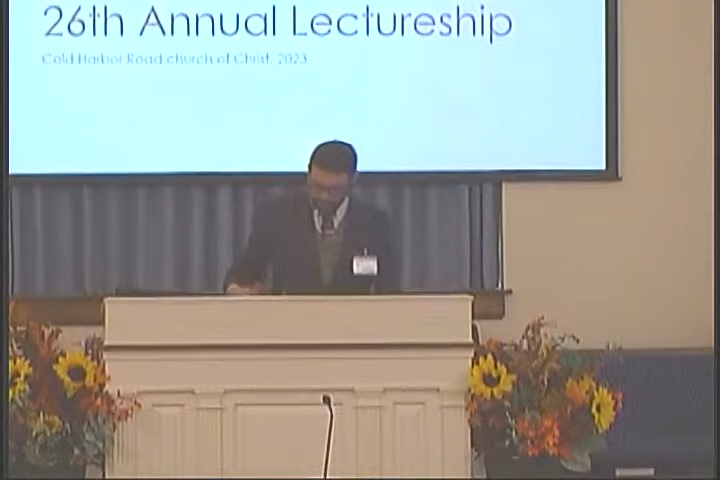 26th Annual Lectureship
Cold Harbor Road church of Christ, 2023